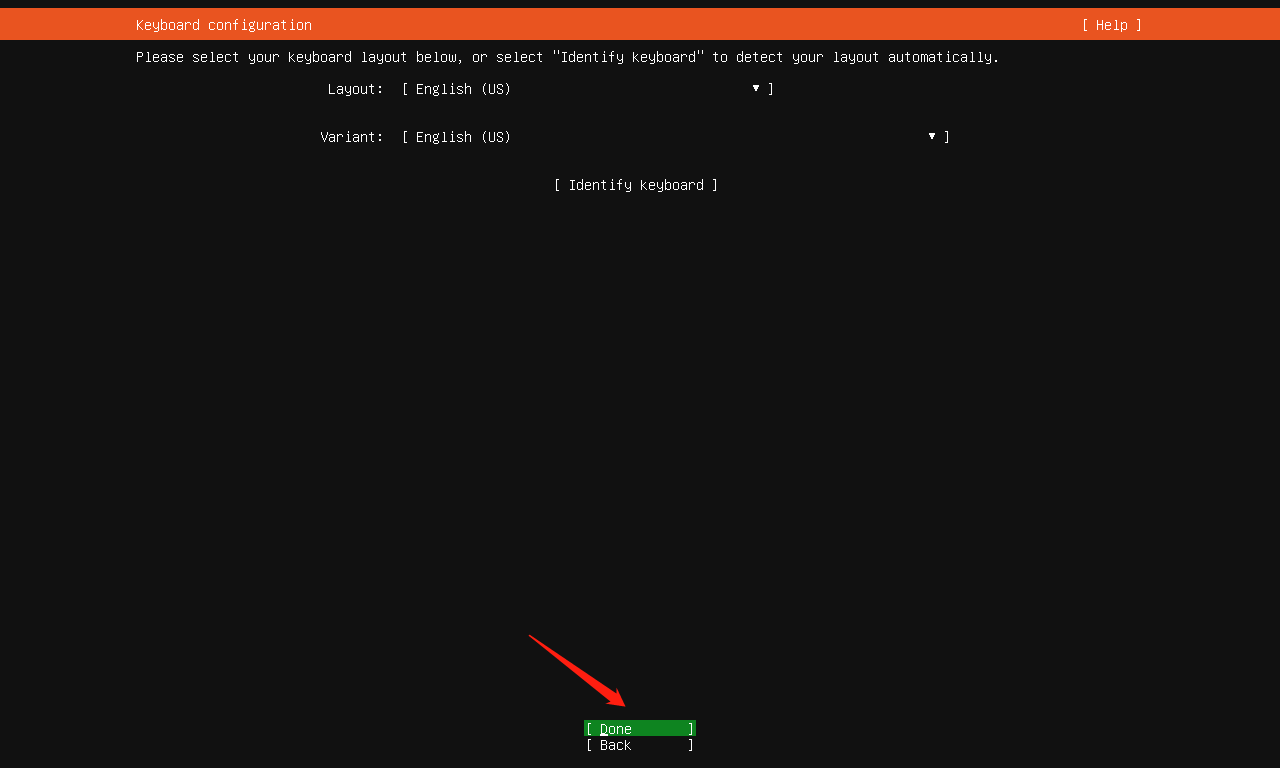 Keyboard configuration [ Help ]
Please select your keyboard layout below, or select "Identify keyboard" to detect your layout automatically.
Layout: [ English (US) ▾ ]
Variant: [ English (US) ▾ ]
[ Identify keyboard ]
[ Done ]
[ Back ]